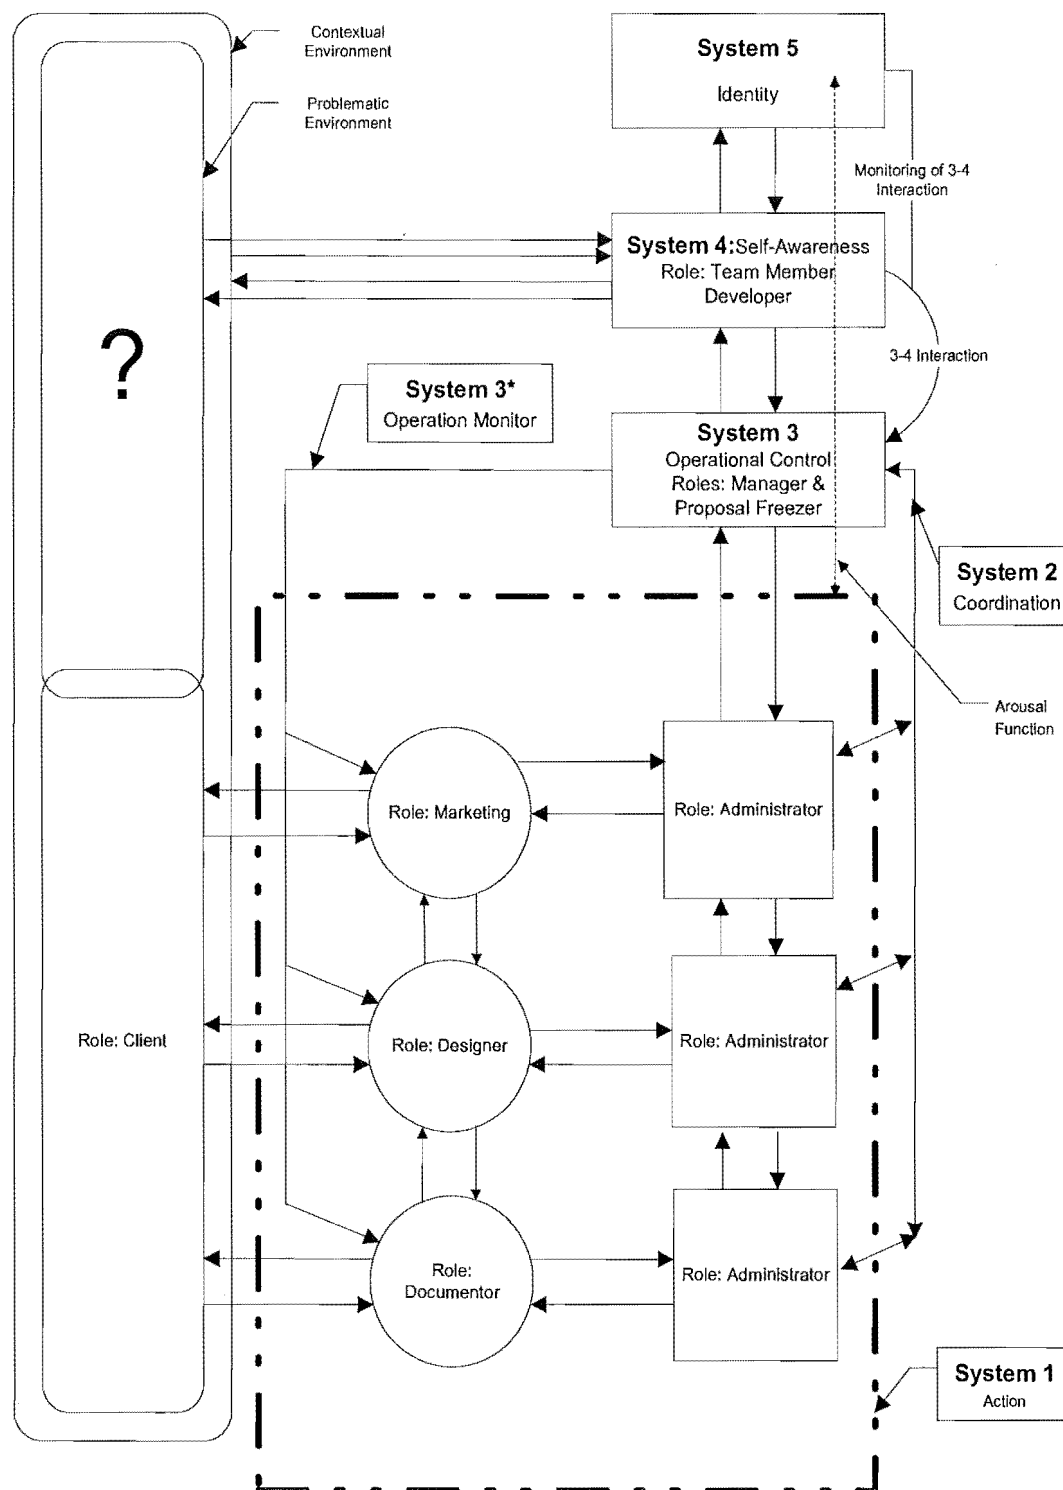 Contextual
Environment
Problematic
Environment
System 5
Identity
Monitoring of 3-4
Interaction
System 4:Self-Awareness
Role: Team Member
Developer
?
3-4 Interaction
System 3*
Operation Monitor
System 3
Operational Control
Roles: Manager &
Proposal Freezer
System 2
Coordination
Arousal
Function
Role: Marketing
Role: Administrator
Role: Client
Role: Designer
Role: Administrator
Role:
Documentor
Role: Administrator
System 1
Action